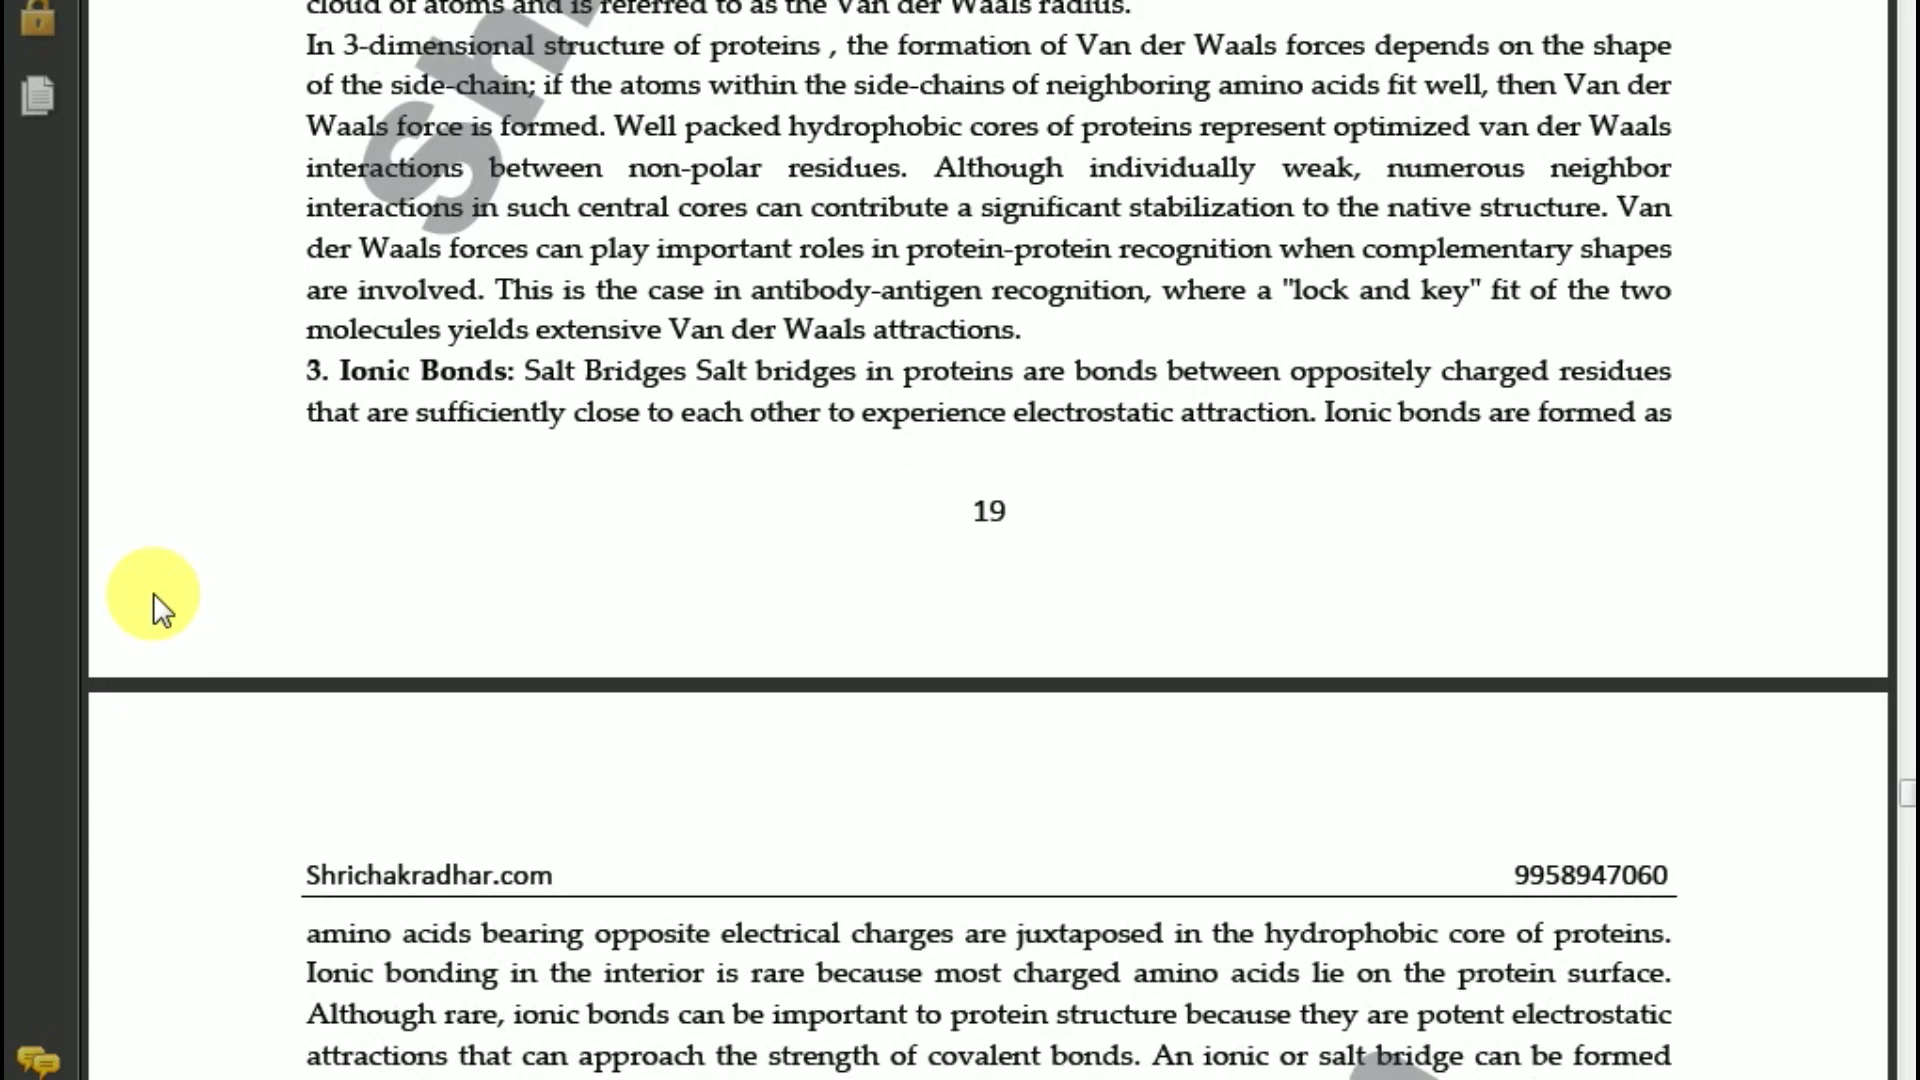 cloud of atoms and is referred to as the Van der Waals radius.
In 3-dimensional structure of proteins , the formation of Van der Waals forces depends on the shape
of the side-chain; if the atoms within the side-chains of neighboring amino acids fit well, then Van der
Waals force is formed. Well packed hydrophobic cores of proteins represent optimized van der Waals
interactions between non-polar residues. Although individually weak, numerous neighbor
interactions in such central cores can contribute a significant stabilization to the native structure. Van
der Waals forces can play important roles in protein-protein recognition when complementary shapes
are involved. This is the case in antibody-antigen recognition, where a "lock and key" fit of the two
molecules yields extensive Van der Waals attractions.
3. Ionic Bonds: Salt Bridges Salt bridges in proteins are bonds between oppositely charged residues
that are sufficiently close to each other to experience electrostatic attraction. Ionic bonds are formed as
19
Shrichakradhar.com 9958947060
amino acids bearing opposite electrical charges are juxtaposed in the hydrophobic core of proteins.
Ionic bonding in the interior is rare because most charged amino acids lie on the protein surface.
Although rare, ionic bonds can be important to protein structure because they are potent electrostatic
attractions that can approach the strength of covalent bonds. An ionic or salt bridge can be formed